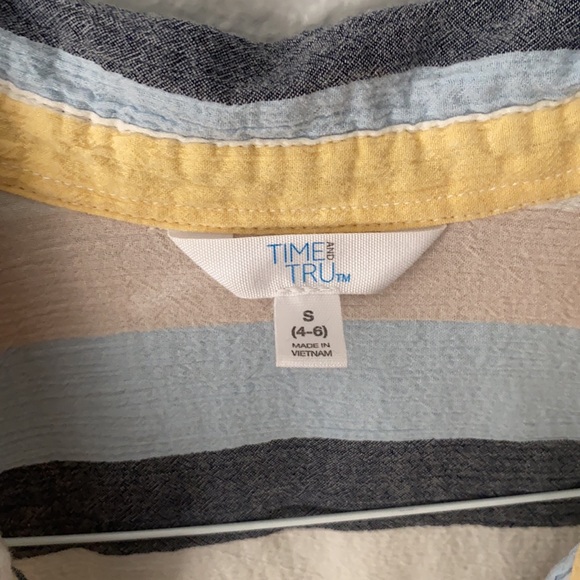 TIME AND
TRU™
S
(4-6)
MADE IN
VIETNAM